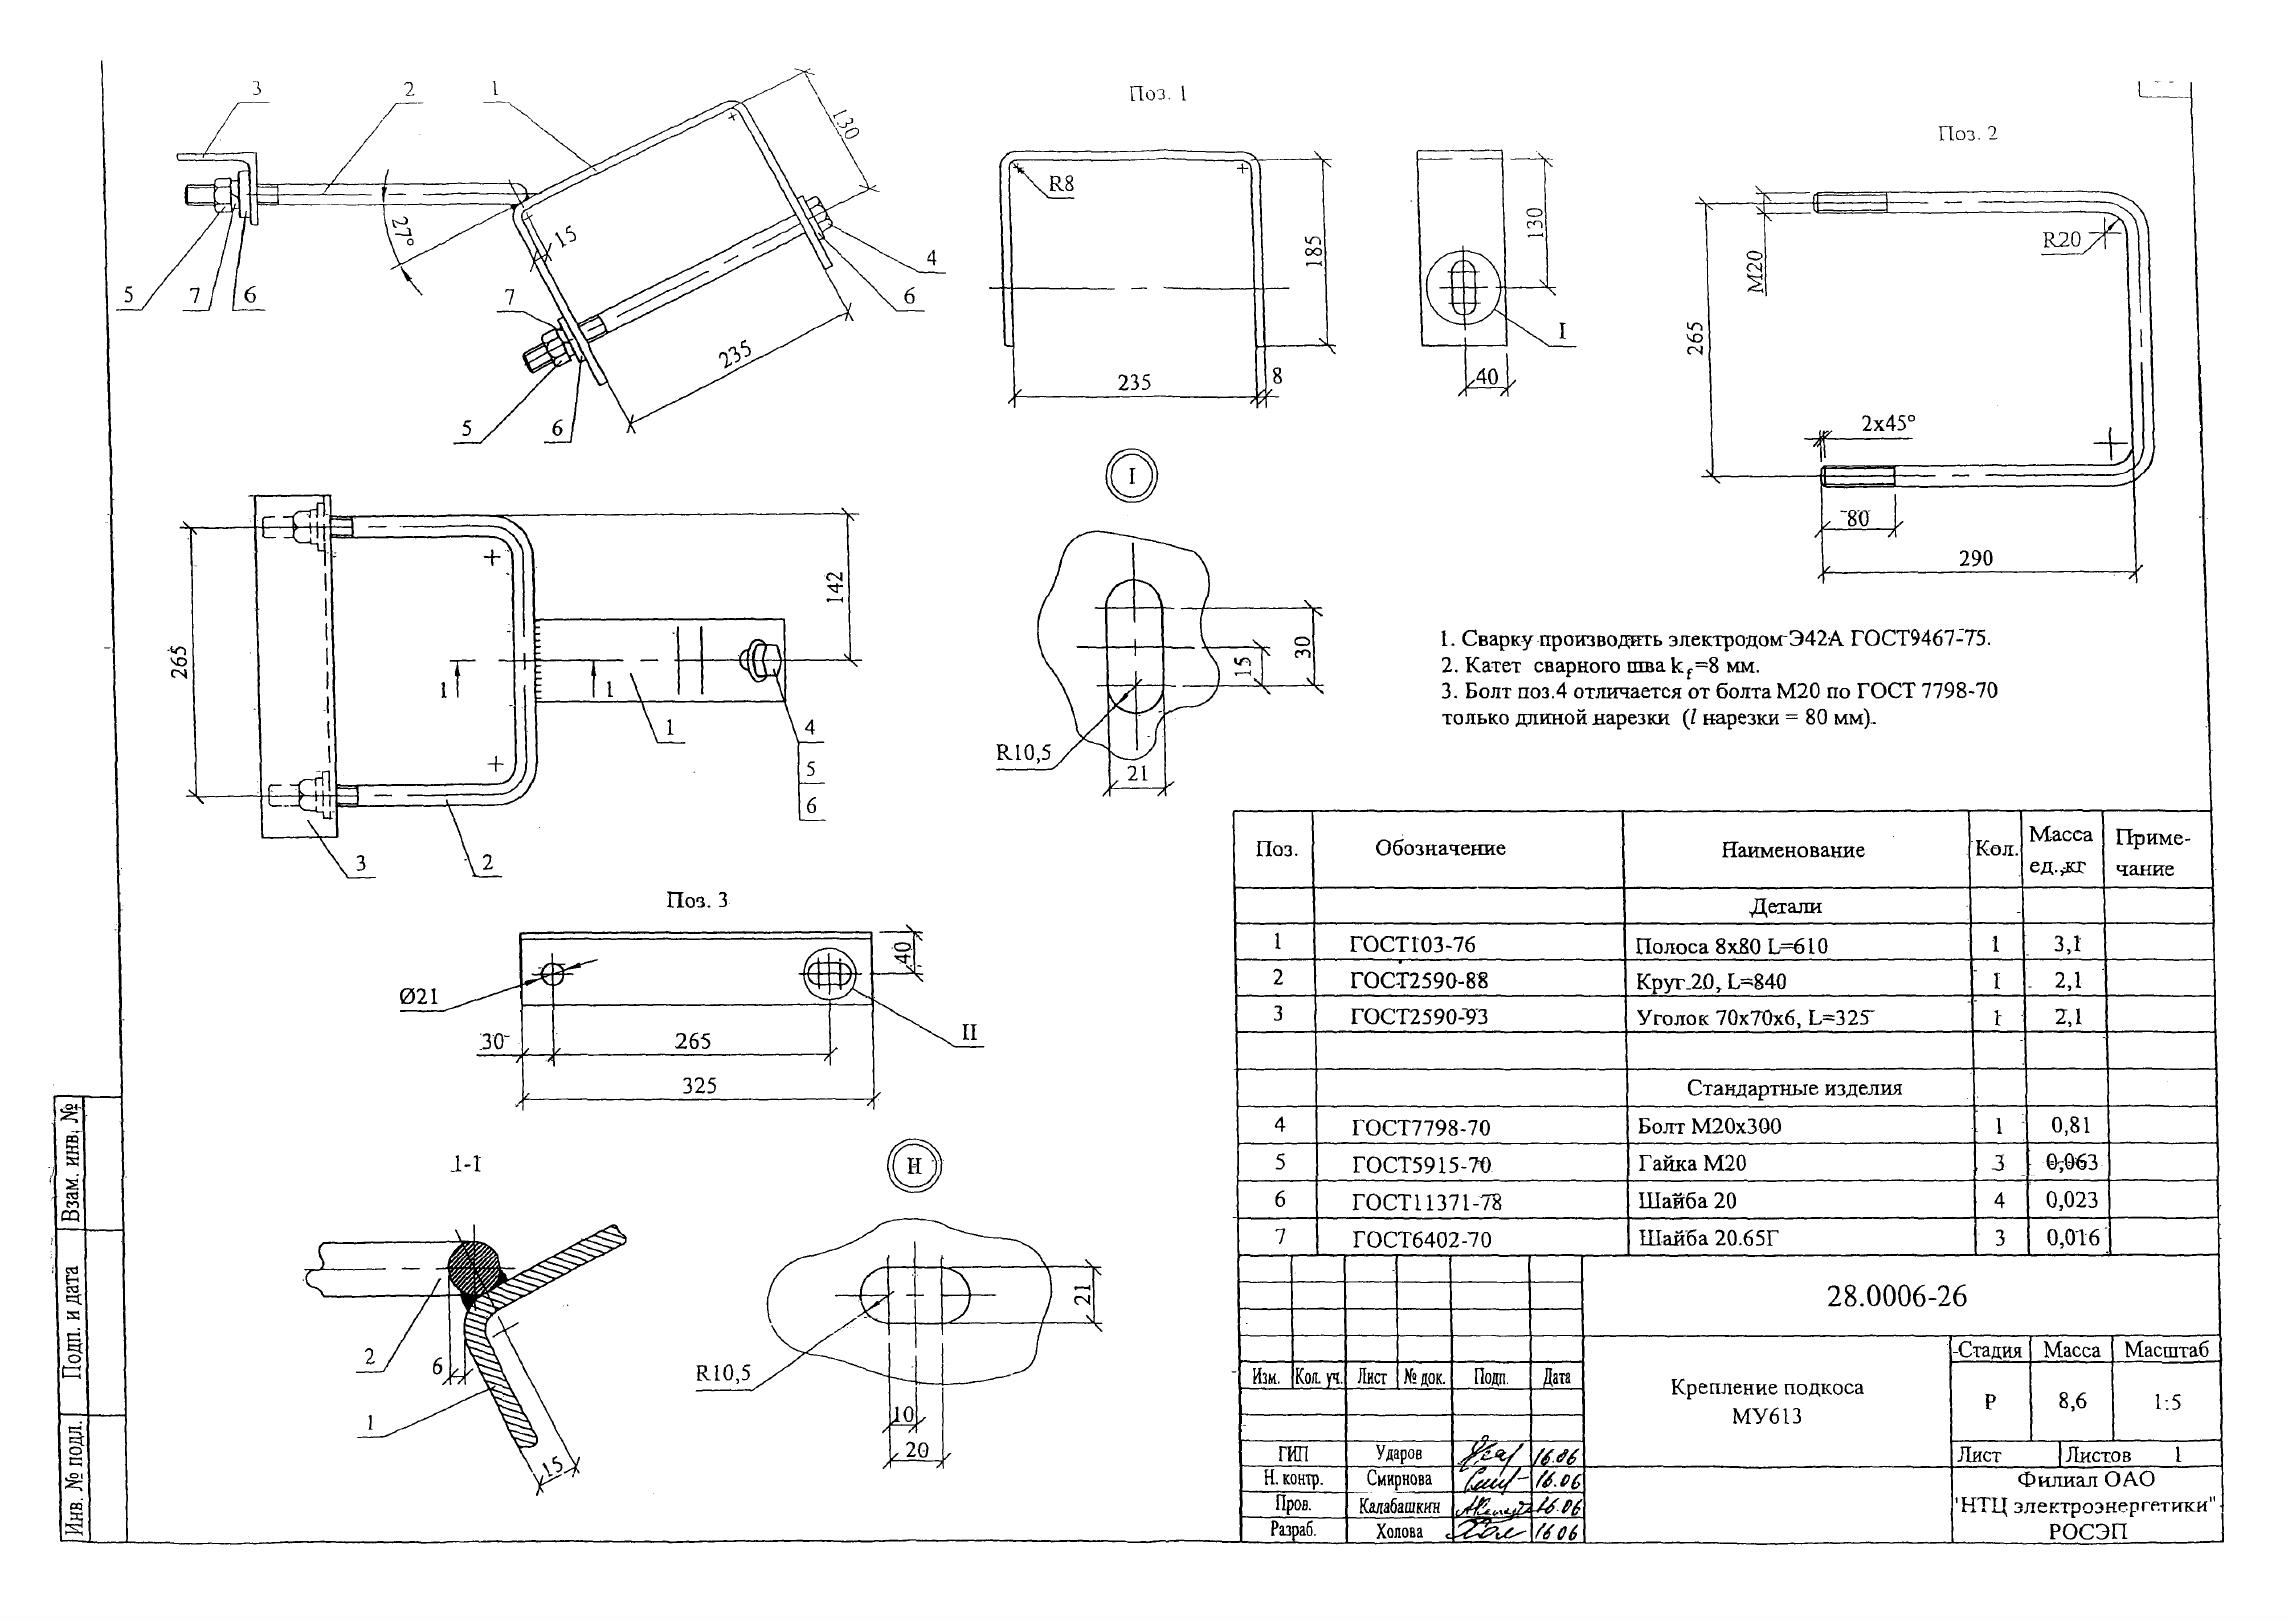 3
2
1
130
27°
15
5
7
6
4
6
7
5
6
235
Поз. 1
R8
185
235
8
130
I
40
Поз. 2
М20
R20
265
2х45°
80
290
265
142
1
1
1
4
5
6
3
2
I
30
15
R10,5
21
1. Сварку производить электродом Э42А ГОСТ9467-75.
2. Катет сварного шва kf=8 мм.
3. Болт поз.4 отличается от болта М20 по ГОСТ 7798-70
только длиной нарезки (l нарезки = 80 мм).
Поз. 3
40
Ø21
30
265
II
325
1-1
2
6
1
15
Н
R10,5
21
10
20
Поз. Обозначение Наименование Кол. Масса ед.,кг Приме-чание
Детали
1 ГОСТ103-76 Полоса 8х80 L=610 1 3,1
2 ГОСТ2590-88 Круг 20, L=840 1 2,1
3 ГОСТ2590-93 Уголок 70х70х6, L=325 1 2,1
Стандартные изделия
4 ГОСТ7798-70 Болт М20х300 1 0,81
5 ГОСТ5915-70 Гайка М20 3 0,063
6 ГОСТ11371-78 Шайба 20 4 0,023
7 ГОСТ6402-70 Шайба 20.65Г 3 0,016
28.0006-26
Изм. Кол. уч. Лист № док. Подп. Дата
Крепление подкоса
МУ613
Стадия Масса Масштаб
Р 8,6 1:5
Лист Листов 1
ГИП Ударов 16.06
Н. контр. Смирнова 16.06
Пров. Калабашкин 16.06
Разраб. Холова 16 06
Филиал ОАО
"НТЦ электроэнергетики"
РОСЭП
Взам. инв. №
Подп. и дата
Инв. № подл.